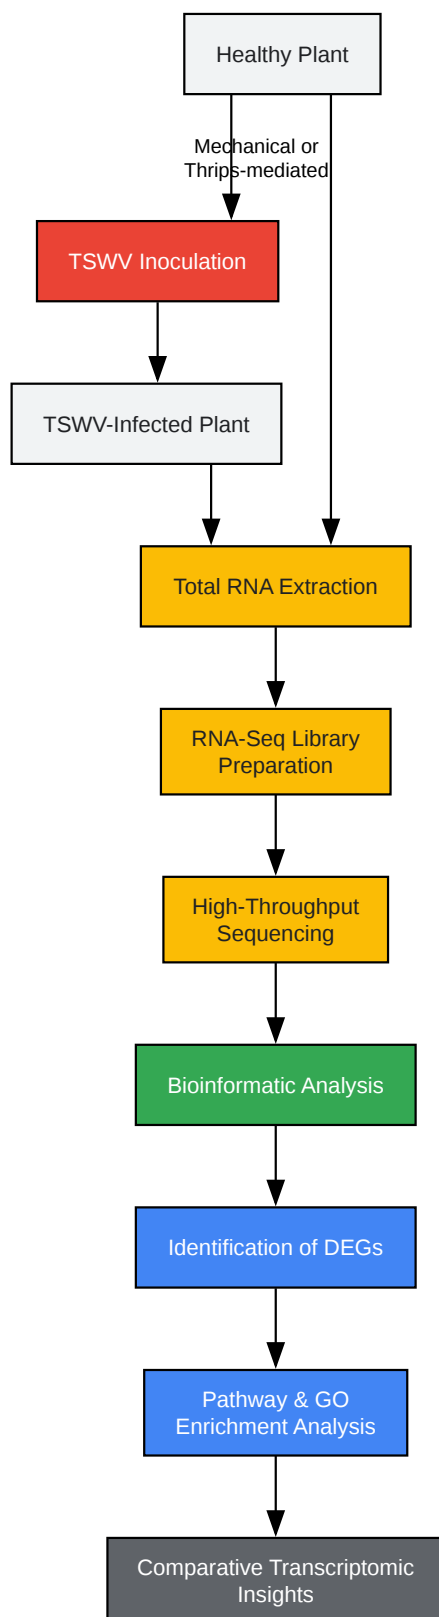 Healthy Plant
Mechanical or
Thrips-mediated
TSWV Inoculation
TSWV-Infected Plant
Total RNA Extraction
RNA-Seq Library
Preparation
High-Throughput
Sequencing
Bioinformatic Analysis
Identification of DEGs
Pathway & GO
Enrichment Analysis
Comparative Transcriptomic
Insights